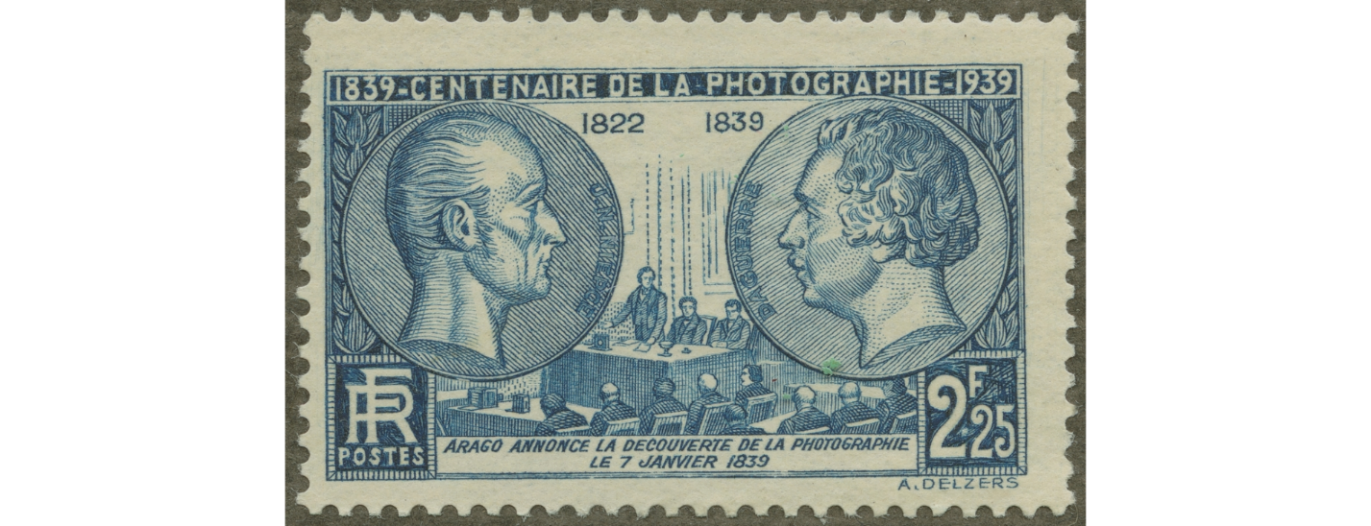 1839-CENTENAIRE DE LA PHOTOGRAPHIE-1939
1822 1839
J.N. NIEPCE
DAGUERRE
RF
POSTES
2F25
ARAGO ANNONCE LA DECOUVERTE DE LA PHOTOGRAPHIE
LE 7 JANVIER 1839
A. DELZERS